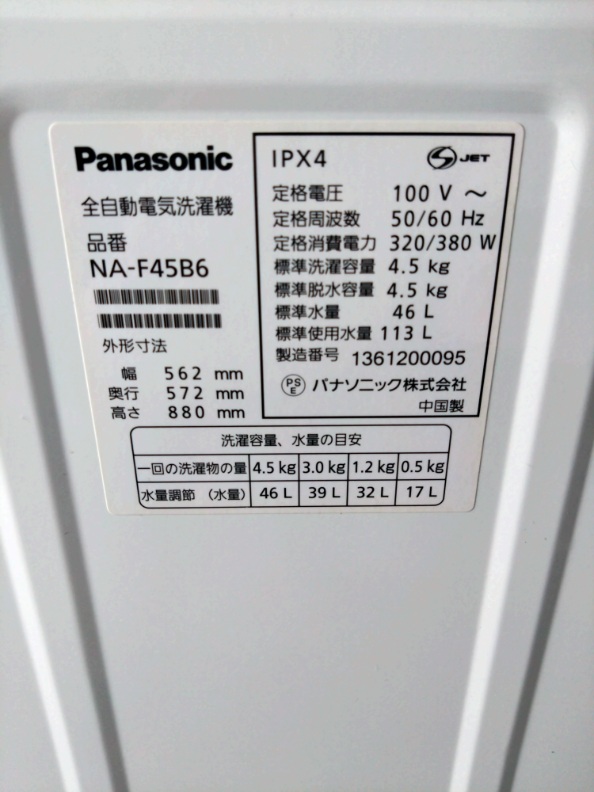 Panasonic
全自動電気洗濯機
品番
NA-F45B6
外形寸法
幅 562 mm
奥行 572 mm
高さ 880 mm
IPX4
S JET
定格電圧 100 V ～
定格周波数 50/60 Hz
定格消費電力 320/380 W
標準洗濯容量 4.5 kg
標準脱水容量 4.5 kg
標準水量 46 L
標準使用水量 113 L
製造番号 1361200095
PSE パナソニック株式会社
中国製
洗濯容量、水量の目安
一回の洗濯物の量 4.5 kg 3.0 kg 1.2 kg 0.5 kg
水量調節 （水量） 46 L 39 L 32 L 17 L